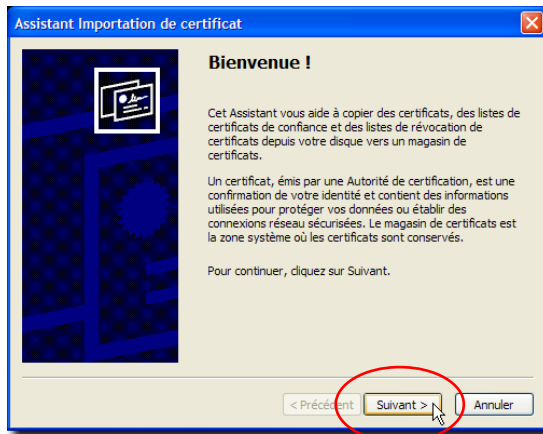 Assistant Importation de certificat
Bienvenue !
Cet Assistant vous aide à copier des certificats, des listes de
certificats de confiance et des listes de révocation de
certificats depuis votre disque vers un magasin de
certificats.
Un certificat, émis par une Autorité de certification, est une
confirmation de votre identité et contient des informations
utilisées pour protéger vos données ou établir des
connexions réseau sécurisées. Le magasin de certificats est
la zone système où les certificats sont conservés.
Pour continuer, cliquez sur Suivant.
< Précédent Suivant > Annuler